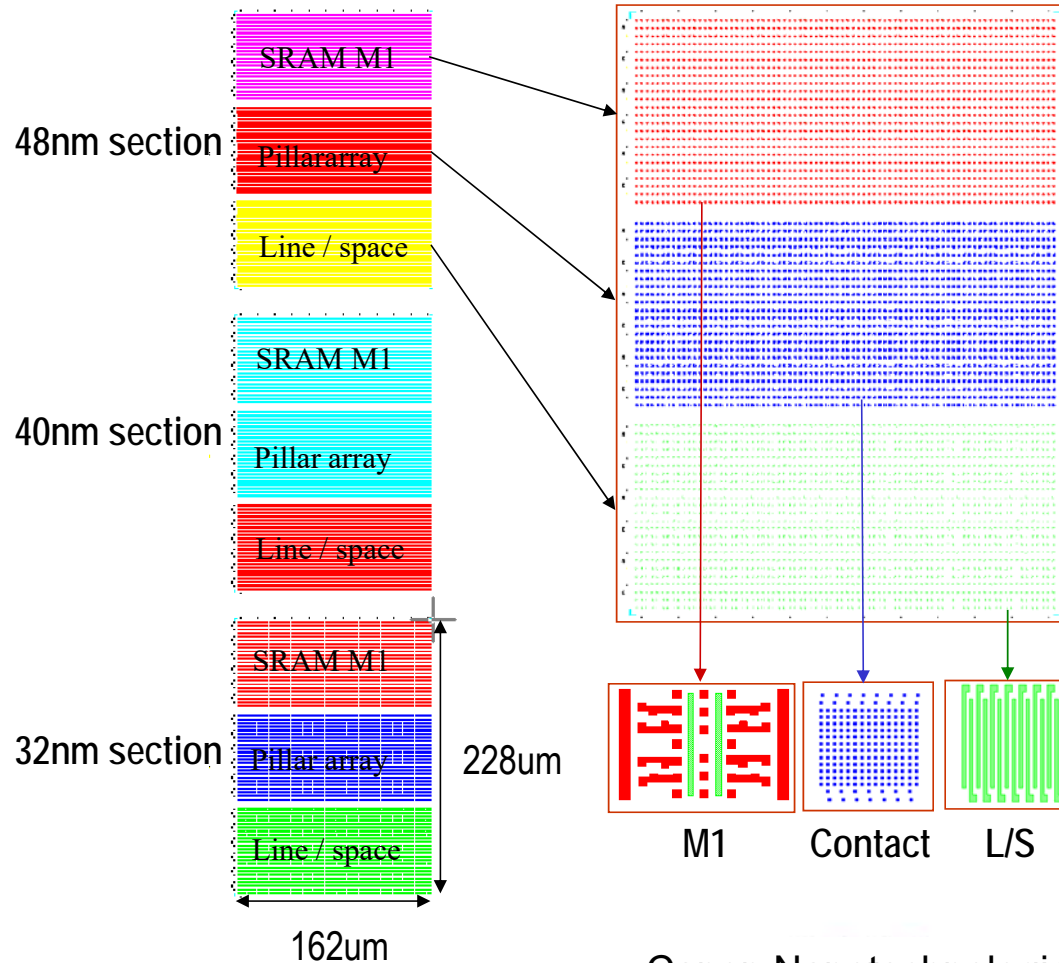 SRAM M1
48nm section
Pillararray
Line / space
SRAM M1
40nm section
Pillar array
Line / space
SRAM M1
32nm section
Pillar array
228um
Line / space
162um
M1 Contact L/S